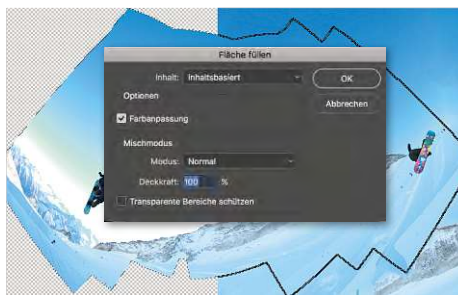 Fläche füllen
Inhalt: Inhaltsbasiert
OK
Optionen
Abbrechen
Farbanpassung
Mischmodus
Modus: Normal
Deckkraft: 100 %
Transparente Bereiche schützen